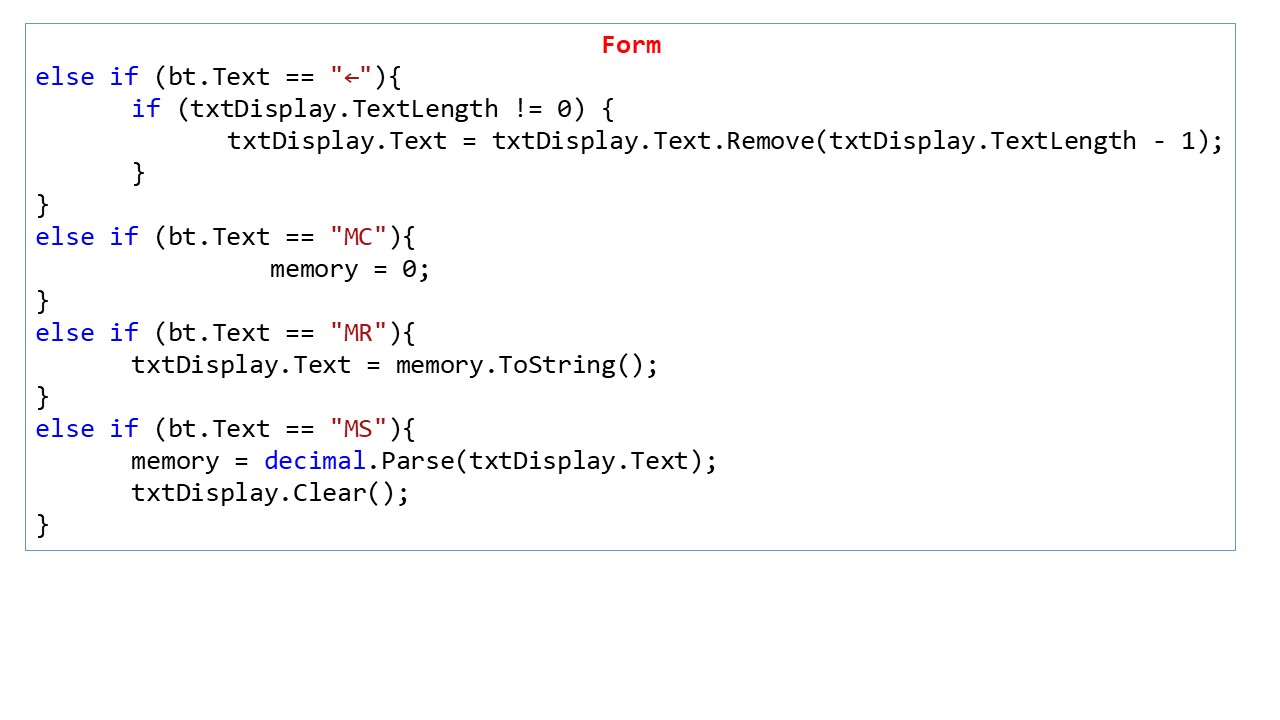 Form
else if (bt.Text == "←"){
if (txtDisplay.TextLength != 0) {
txtDisplay.Text = txtDisplay.Text.Remove(txtDisplay.TextLength - 1);
}
}
else if (bt.Text == "MC"){
memory = 0;
}
else if (bt.Text == "MR"){
txtDisplay.Text = memory.ToString();
}
else if (bt.Text == "MS"){
memory = decimal.Parse(txtDisplay.Text);
txtDisplay.Clear();
}